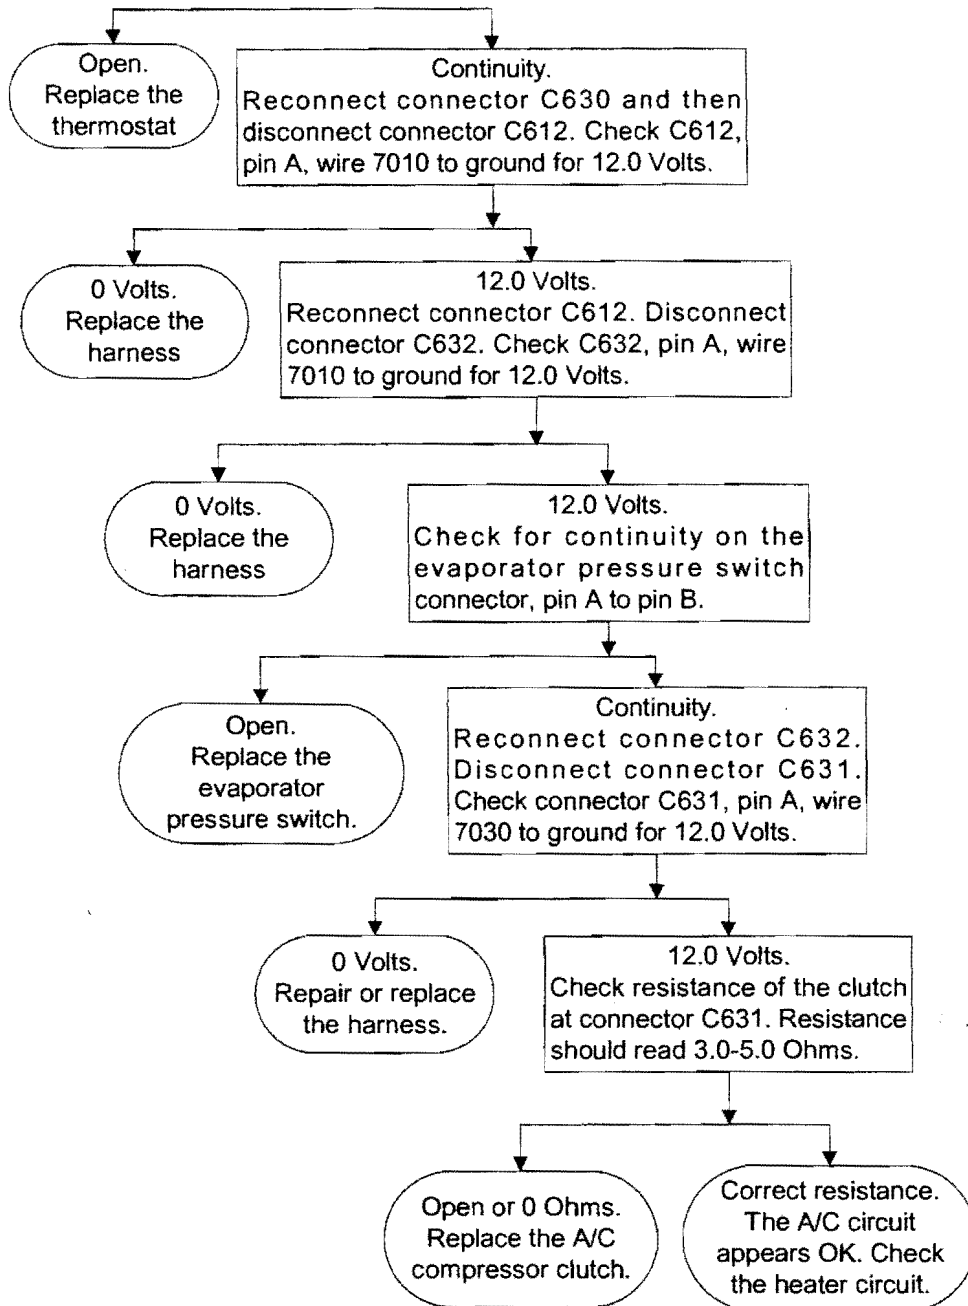 Open.
Replace the
thermostat
Continuity.
Reconnect connector C630 and then
disconnect connector C612. Check C612,
pin A, wire 7010 to ground for 12.0 Volts.
0 Volts.
Replace the
harness
12.0 Volts.
Reconnect connector C612. Disconnect
connector C632. Check C632, pin A, wire
7010 to ground for 12.0 Volts.
0 Volts.
Replace the
harness
12.0 Volts.
Check for continuity on the
evaporator pressure switch
connector, pin A to pin B.
Open.
Replace the
evaporator
pressure switch.
Continuity.
Reconnect connector C632.
Disconnect connector C631.
Check connector C631, pin A, wire
7030 to ground for 12.0 Volts.
0 Volts.
Repair or replace
the harness.
12.0 Volts.
Check resistance of the clutch
at connector C631. Resistance
should read 3.0-5.0 Ohms.
Open or 0 Ohms.
Replace the A/C
compressor clutch.
Correct resistance.
The A/C circuit
appears OK. Check
the heater circuit.